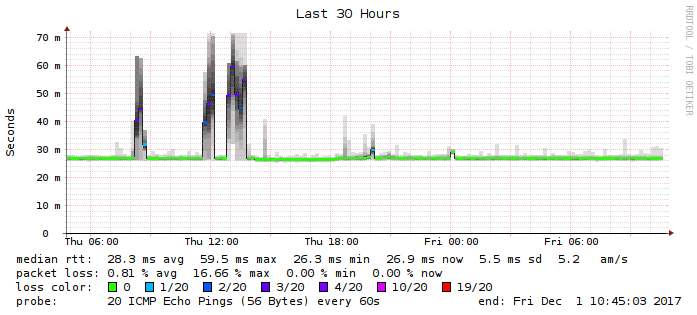 Last 30 Hours
RRDTOOL / TOBI OETIKER
Seconds
70 m
60 m
50 m
40 m
30 m
20 m
10 m
0
Thu 06:00 Thu 12:00 Thu 18:00 Fri 00:00 Fri 06:00
median rtt: 28.3 ms avg 59.5 ms max 26.3 ms min 26.9 ms now 5.5 ms sd 5.2 am/s
packet loss: 0.81 % avg 16.66 % max 0.00 % min 0.00 % now
loss color: 0 1/20 2/20 3/20 4/20 10/20 19/20
probe: 20 ICMP Echo Pings (56 Bytes) every 60s end: Fri Dec 1 10:45:03 2017